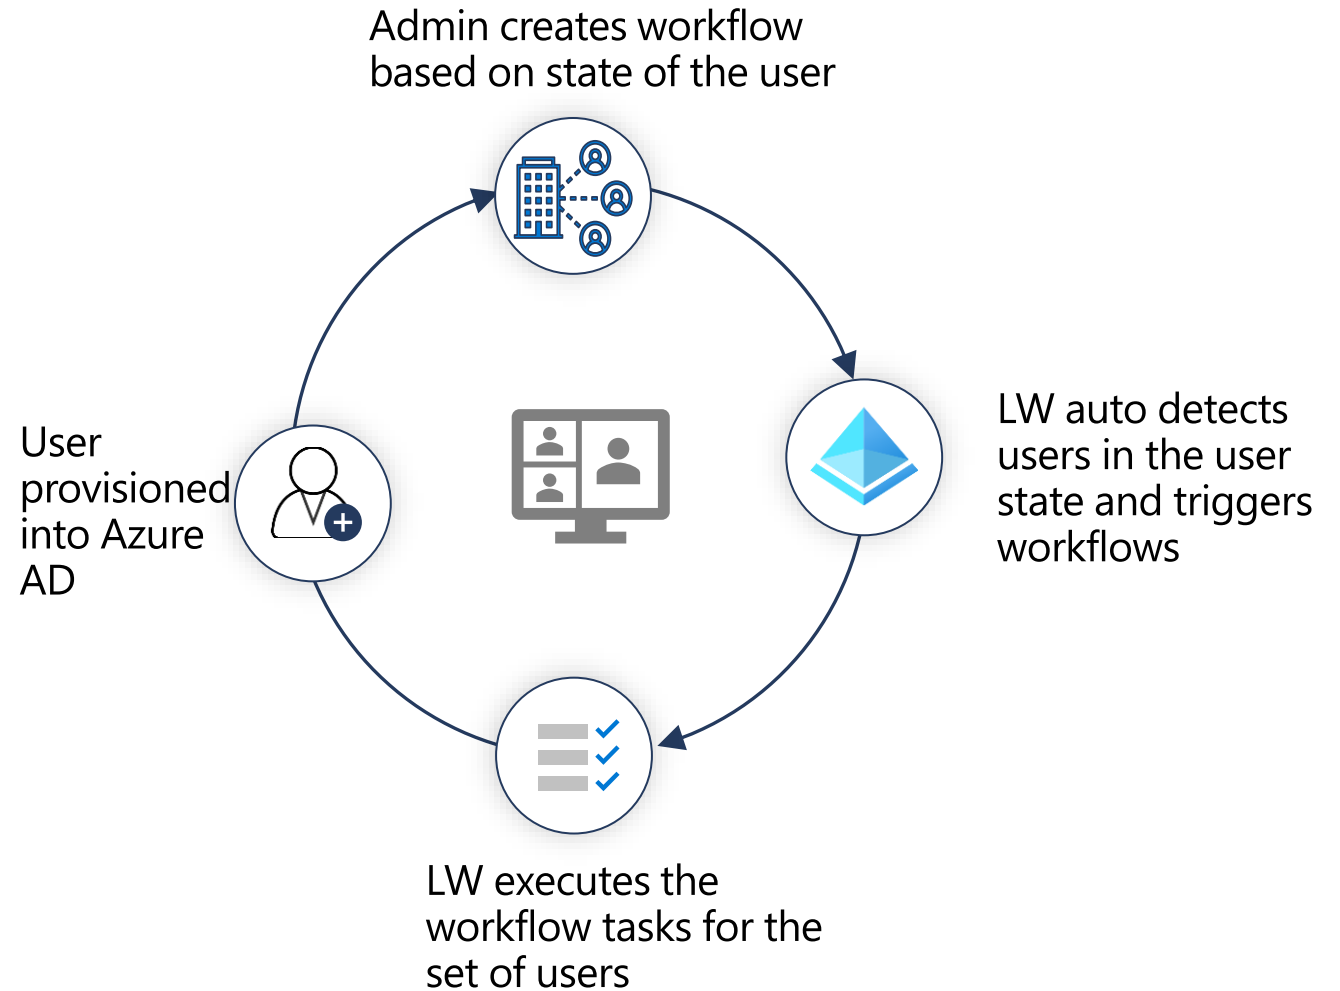 Admin creates workflow
based on state of the user
LW auto detects
users in the user
state and triggers
workflows
LW executes the
workflow tasks for the
set of users
User
provisioned
into Azure
AD